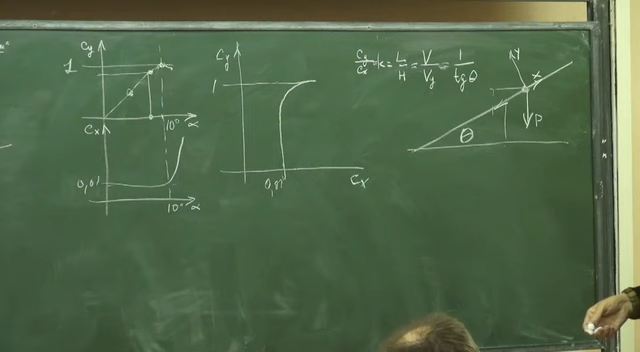 Cy
1
10° α
Cx
0,01
10° α
Cy
1
0,01
Cx
Cy/Cx = k = L/H = V/Vy = 1/tg θ
Y
X
P
θ